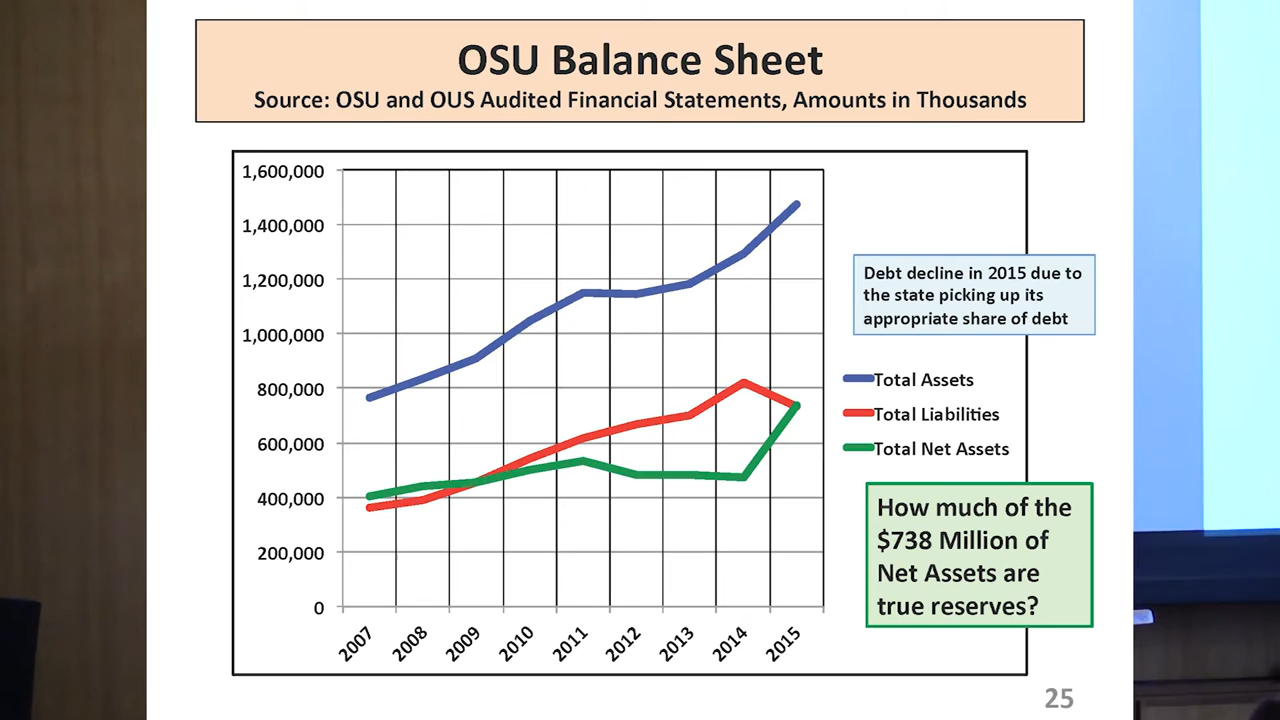 OSU Balance Sheet
Source: OSU and OUS Audited Financial Statements, Amounts in Thousands
1,600,000
1,400,000
1,200,000
1,000,000
800,000
600,000
400,000
200,000
0
2007
2008
2009
2010
2011
2012
2013
2014
2015
Debt decline in 2015 due to
the state picking up its
appropriate share of debt
Total Assets
Total Liabilities
Total Net Assets
How much of the
$738 Million of
Net Assets are
true reserves?
25